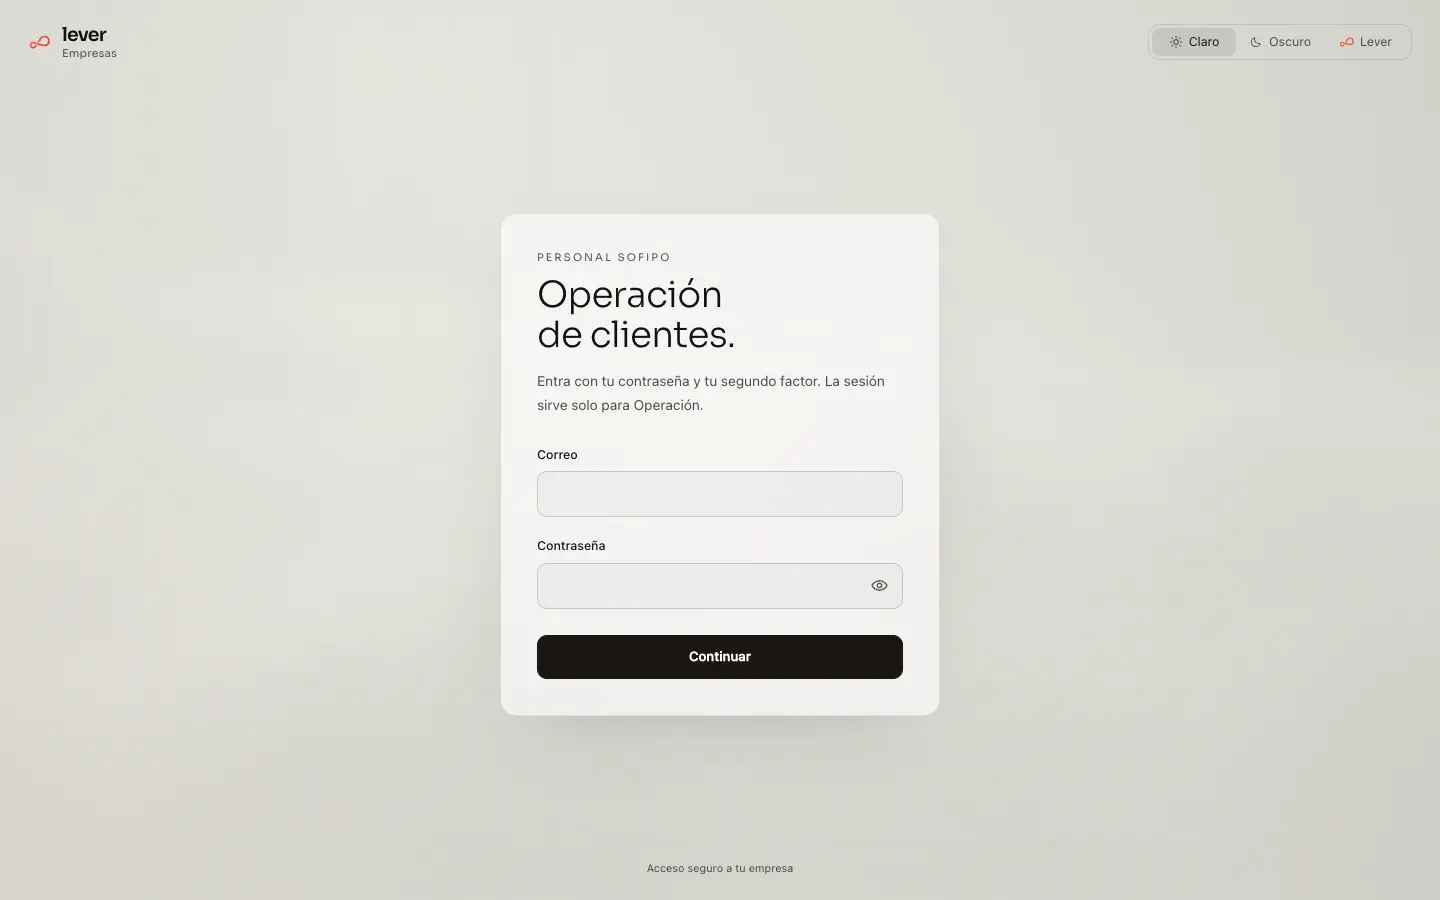 lever
Empresas
Claro
Oscuro
Lever
PERSONAL SOFIPO
Operación
de clientes.
Entra con tu contraseña y tu segundo factor. La sesión
sirve solo para Operación.
Correo
Contraseña
Continuar
Acceso seguro a tu empresa